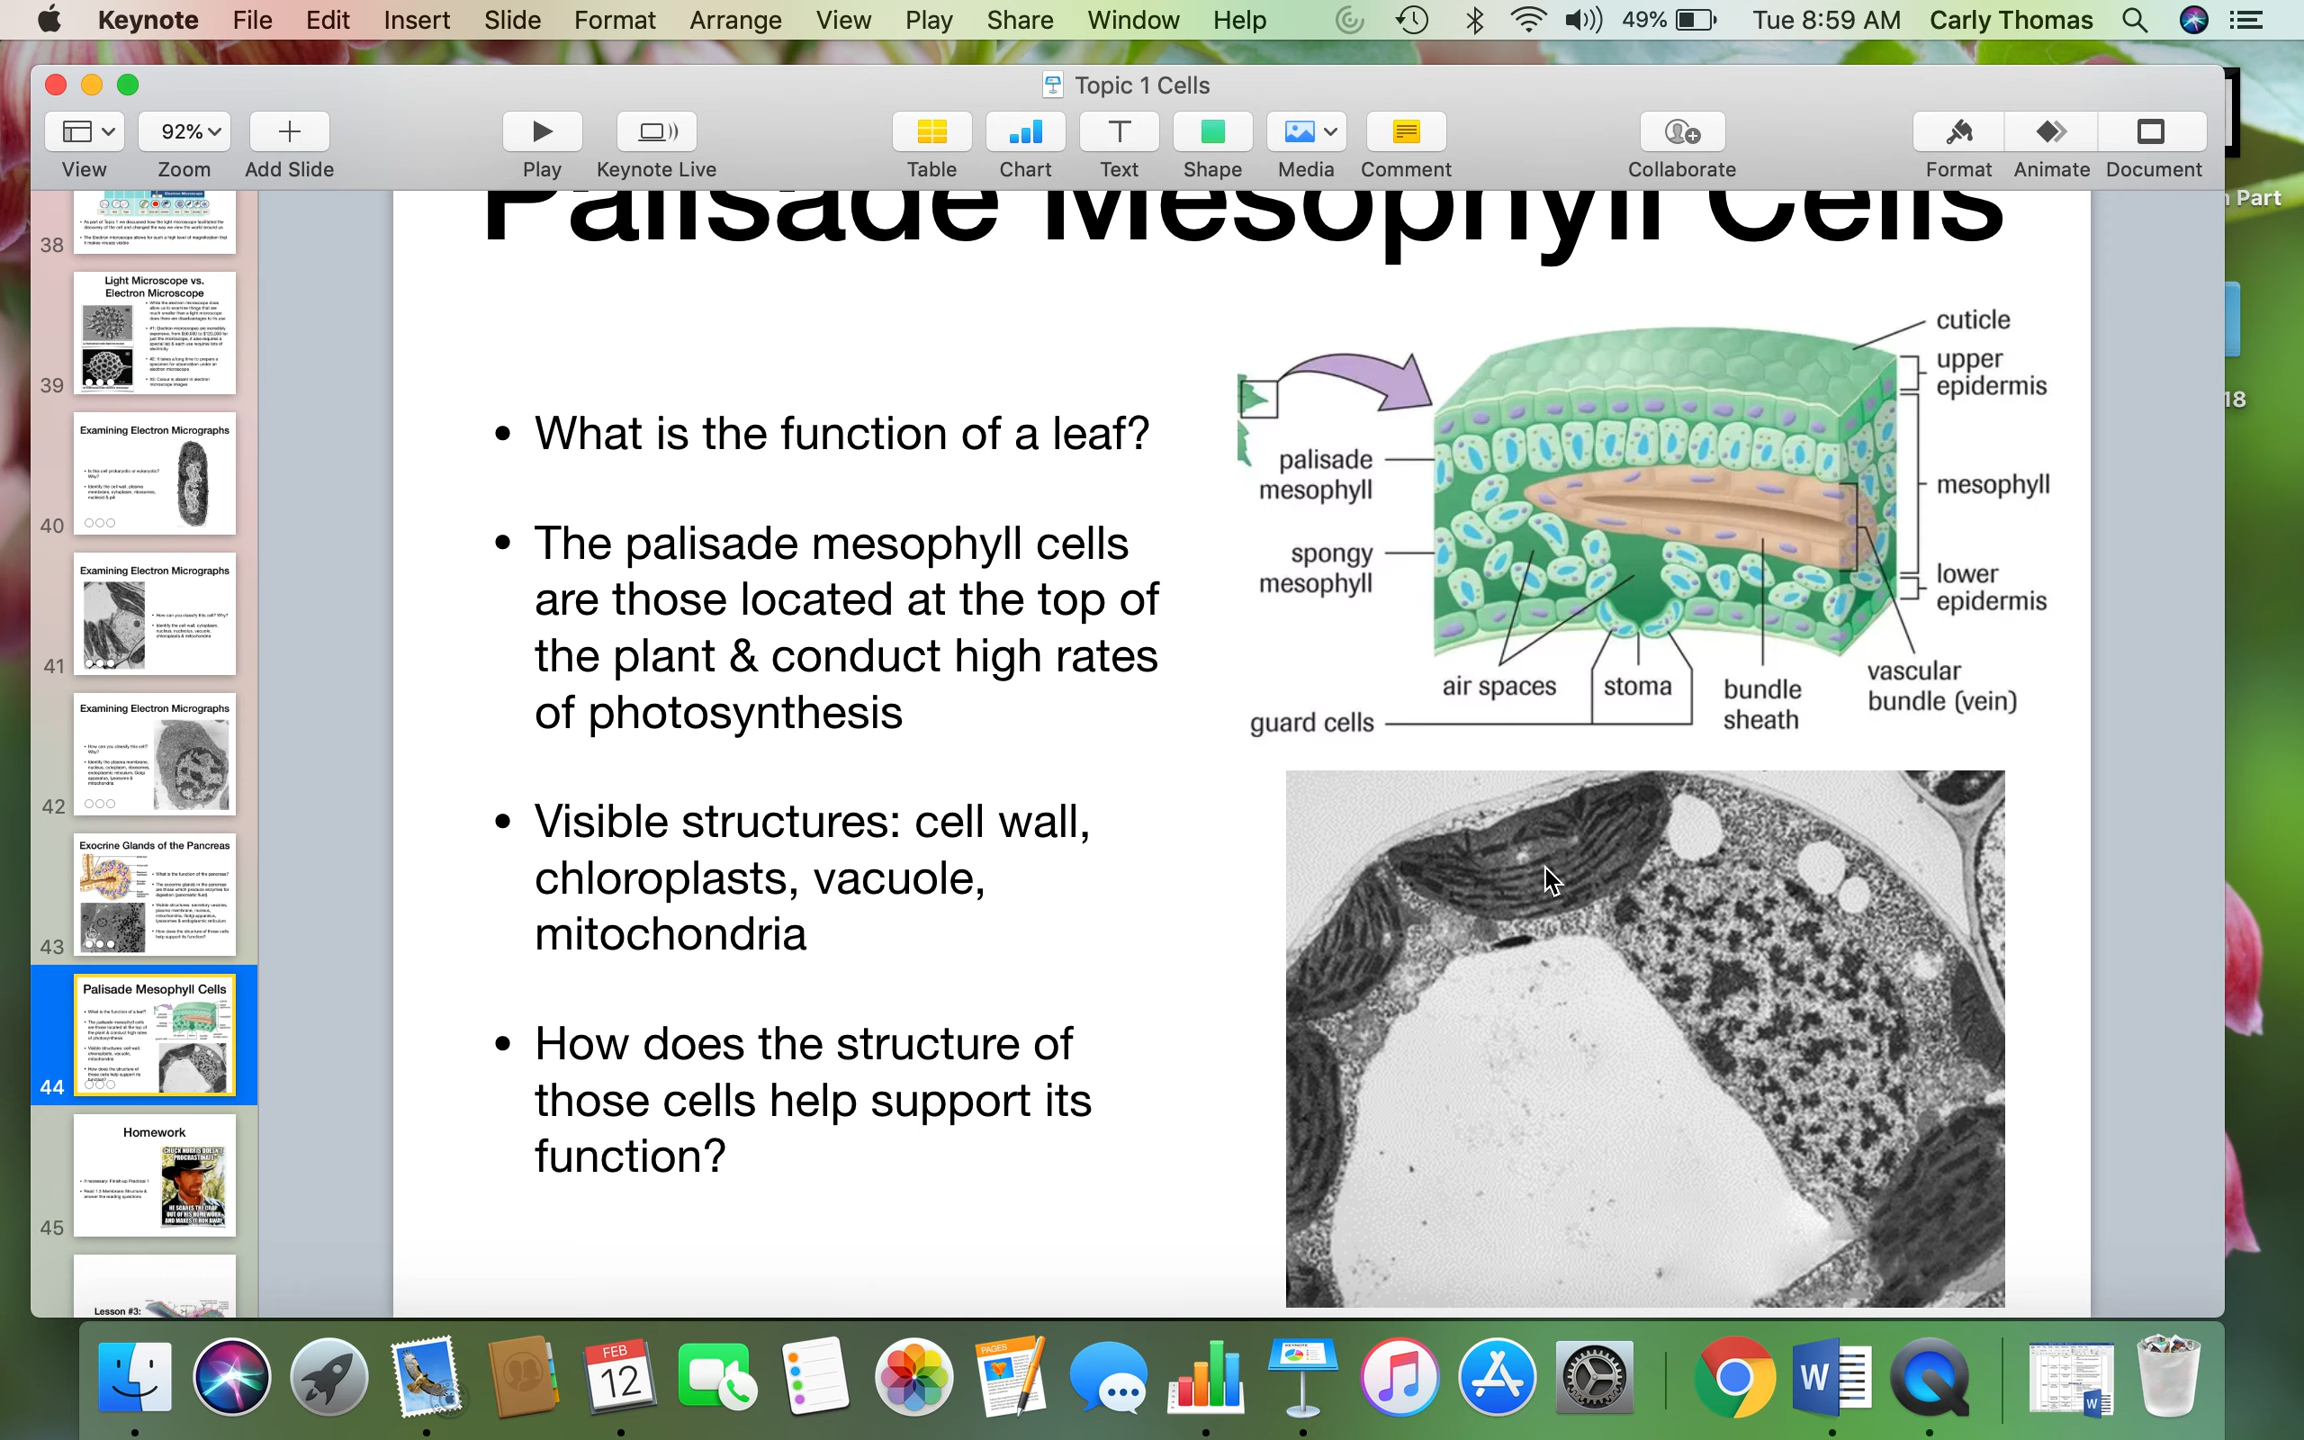 Keynote File Edit Insert Slide Format Arrange View Play Share Window Help 49% Tue 8:59 AM Carly Thomas
Topic 1 Cells
92%
View Zoom Add Slide Play Keynote Live Table Chart Text Shape Media Comment Collaborate Format Animate Document
Part
18
38
Light Microscope vs.
Electron Microscope
39
Examining Electron Micrographs
40
Examining Electron Micrographs
41
Examining Electron Micrographs
42
Exocrine Glands of the Pancreas
43
Palisade Mesophyll Cells
44
Homework
45
Lesson #3:
Palisade Mesophyll Cells
• What is the function of a leaf?
• The palisade mesophyll cells
are those located at the top of
the plant & conduct high rates
of photosynthesis
• Visible structures: cell wall,
chloroplasts, vacuole,
mitochondria
• How does the structure of
those cells help support its
function?
cuticle
upper
epidermis
palisade
mesophyll
mesophyll
spongy
mesophyll
lower
epidermis
air spaces
stoma
bundle
sheath
vascular
bundle (vein)
guard cells
FEB
12
PAGES